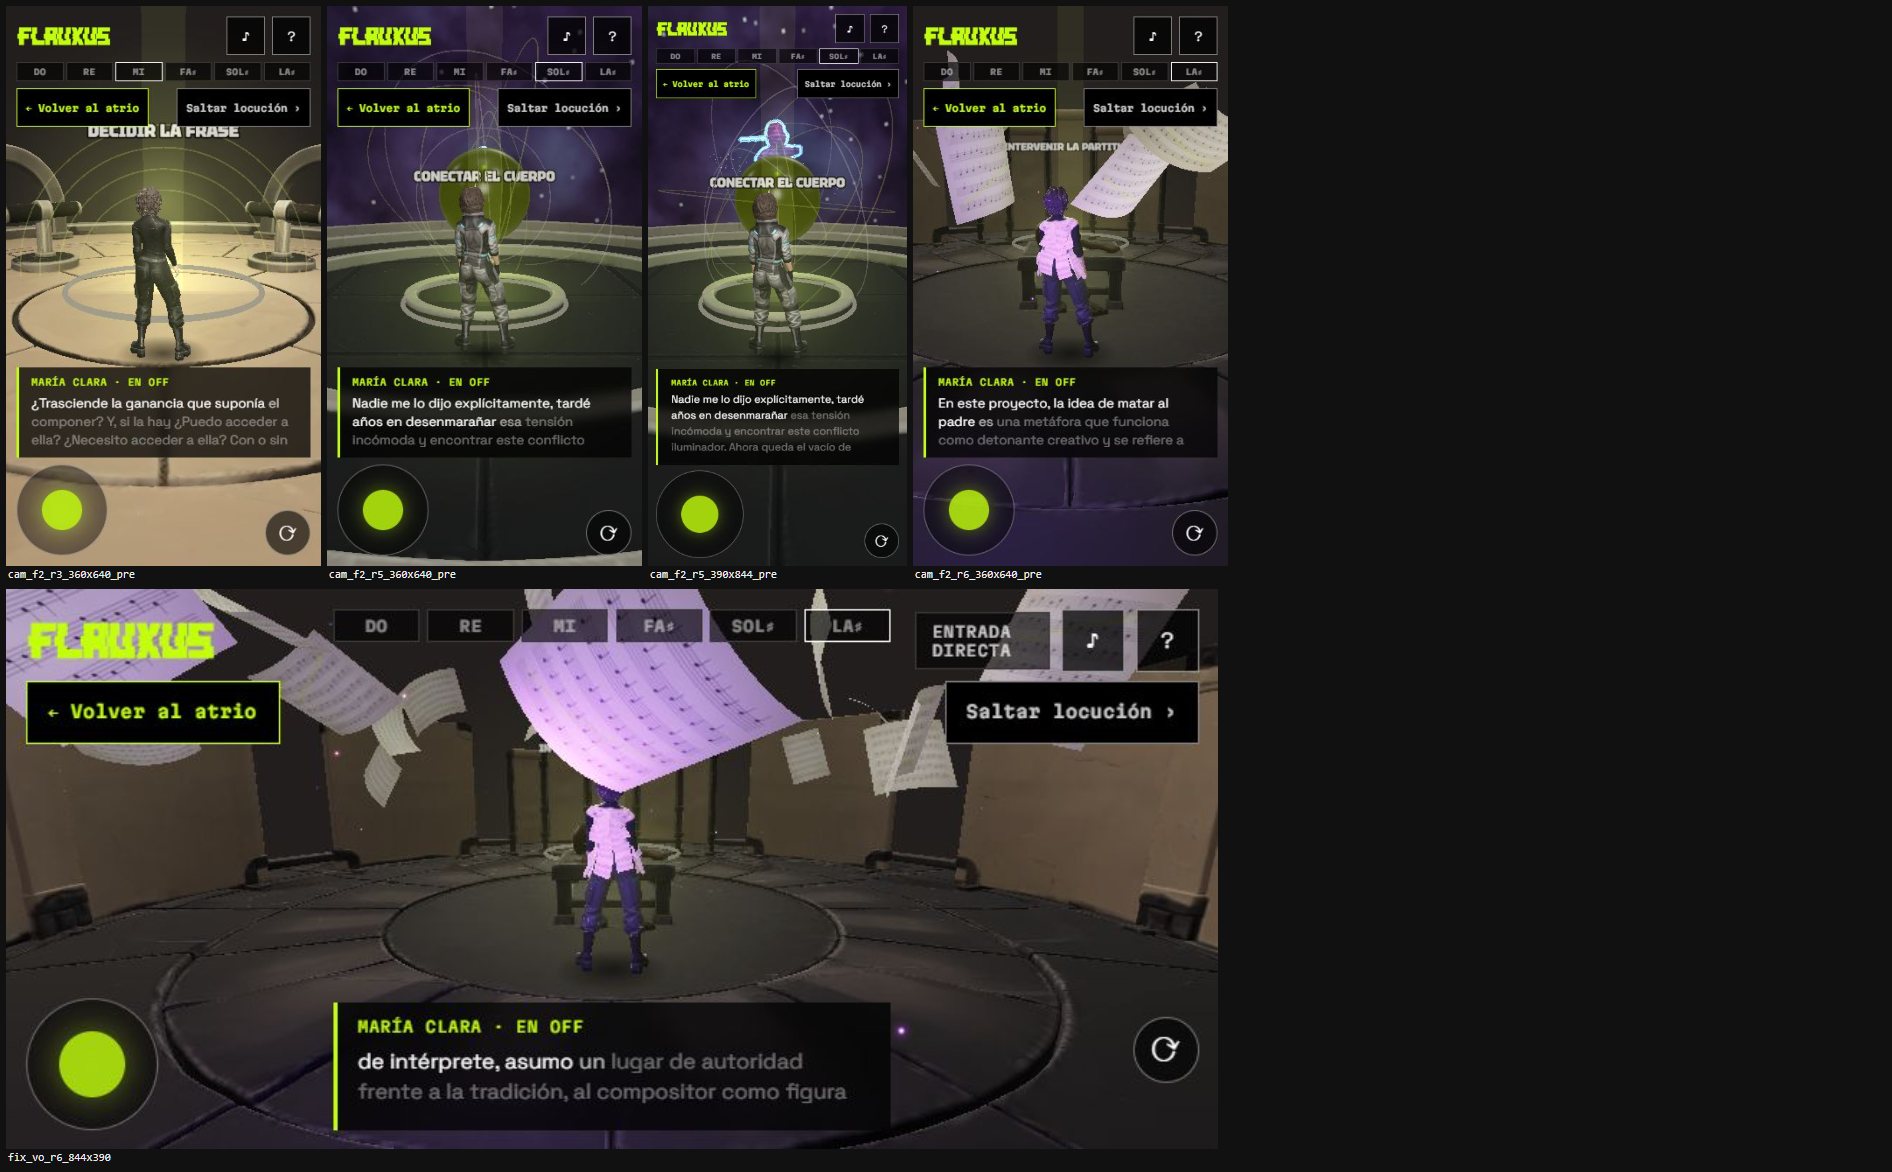 FLAUXUS
♪ ?
DO RE MI FA♯ SOL♯ LA♯
← Volver al atrio
Saltar locución ›
DECIDIR LA FRASE
MARÍA CLARA · EN OFF
¿Trasciende la ganancia que suponía el
componer? Y, si la hay ¿Puedo acceder a
ella? ¿Necesito acceder a ella? Con o sin
cam_f2_r3_360x640_pre
FLAUXUS
♪ ?
DO RE MI FA♯ SOL♯ LA♯
← Volver al atrio
Saltar locución ›
CONECTAR EL CUERPO
MARÍA CLARA · EN OFF
Nadie me lo dijo explícitamente, tardé
años en desenmarañar esa tensión
incómoda y encontrar este conflicto
cam_f2_r5_360x640_pre
FLAUXUS
♪ ?
DO RE MI FA♯ SOL♯ LA♯
← Volver al atrio
Saltar locución ›
CONECTAR EL CUERPO
MARÍA CLARA · EN OFF
Nadie me lo dijo explícitamente, tardé
años en desenmarañar esa tensión
incómoda y encontrar este conflicto
iluminador. Ahora queda el vacío de
cam_f2_r5_390x844_pre
FLAUXUS
♪ ?
DO RE MI FA♯ SOL♯ LA♯
← Volver al atrio
Saltar locución ›
INTERVENIR LA PARTIT
MARÍA CLARA · EN OFF
En este proyecto, la idea de matar al
padre es una metáfora que funciona
como detonante creativo y se refiere a
cam_f2_r6_360x640_pre
FLAUXUS
DO RE MI FA♯ SOL♯ LA♯
ENTRADA
DIRECTA
♪ ?
← Volver al atrio
Saltar locución ›
MARÍA CLARA · EN OFF
de intérprete, asumo un lugar de autoridad
frente a la tradición, al compositor como figura
fix_vo_r6_844x390